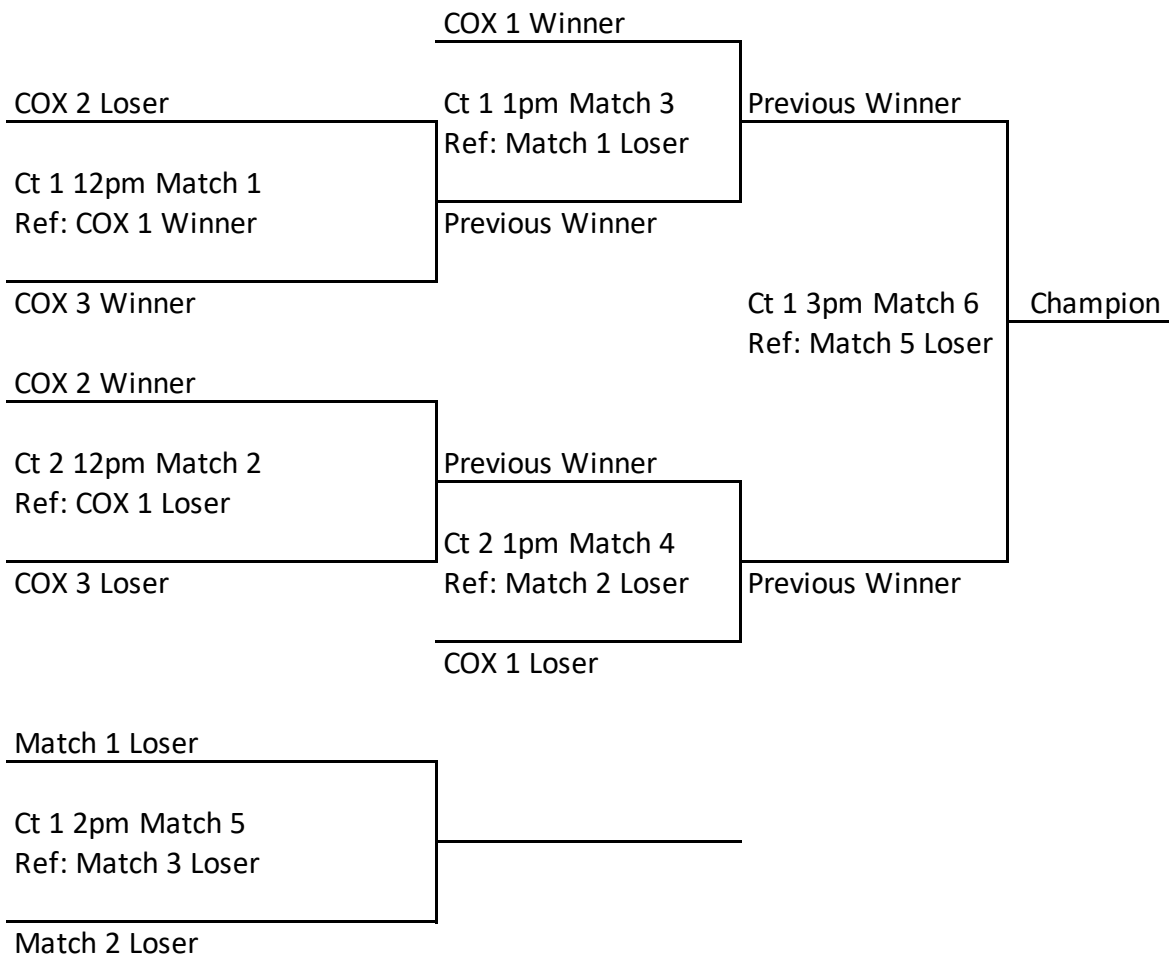 COX 1 Winner
COX 2 Loser
Ct 1 1pm Match 3
Ref: Match 1 Loser
Previous Winner
Ct 1 12pm Match 1
Ref: COX 1 Winner
Previous Winner
COX 3 Winner
Ct 1 3pm Match 6
Ref: Match 5 Loser
Champion
COX 2 Winner
Ct 2 12pm Match 2
Ref: COX 1 Loser
Previous Winner
Ct 2 1pm Match 4
Ref: Match 2 Loser
COX 3 Loser
Previous Winner
COX 1 Loser
Match 1 Loser
Ct 1 2pm Match 5
Ref: Match 3 Loser
Match 2 Loser